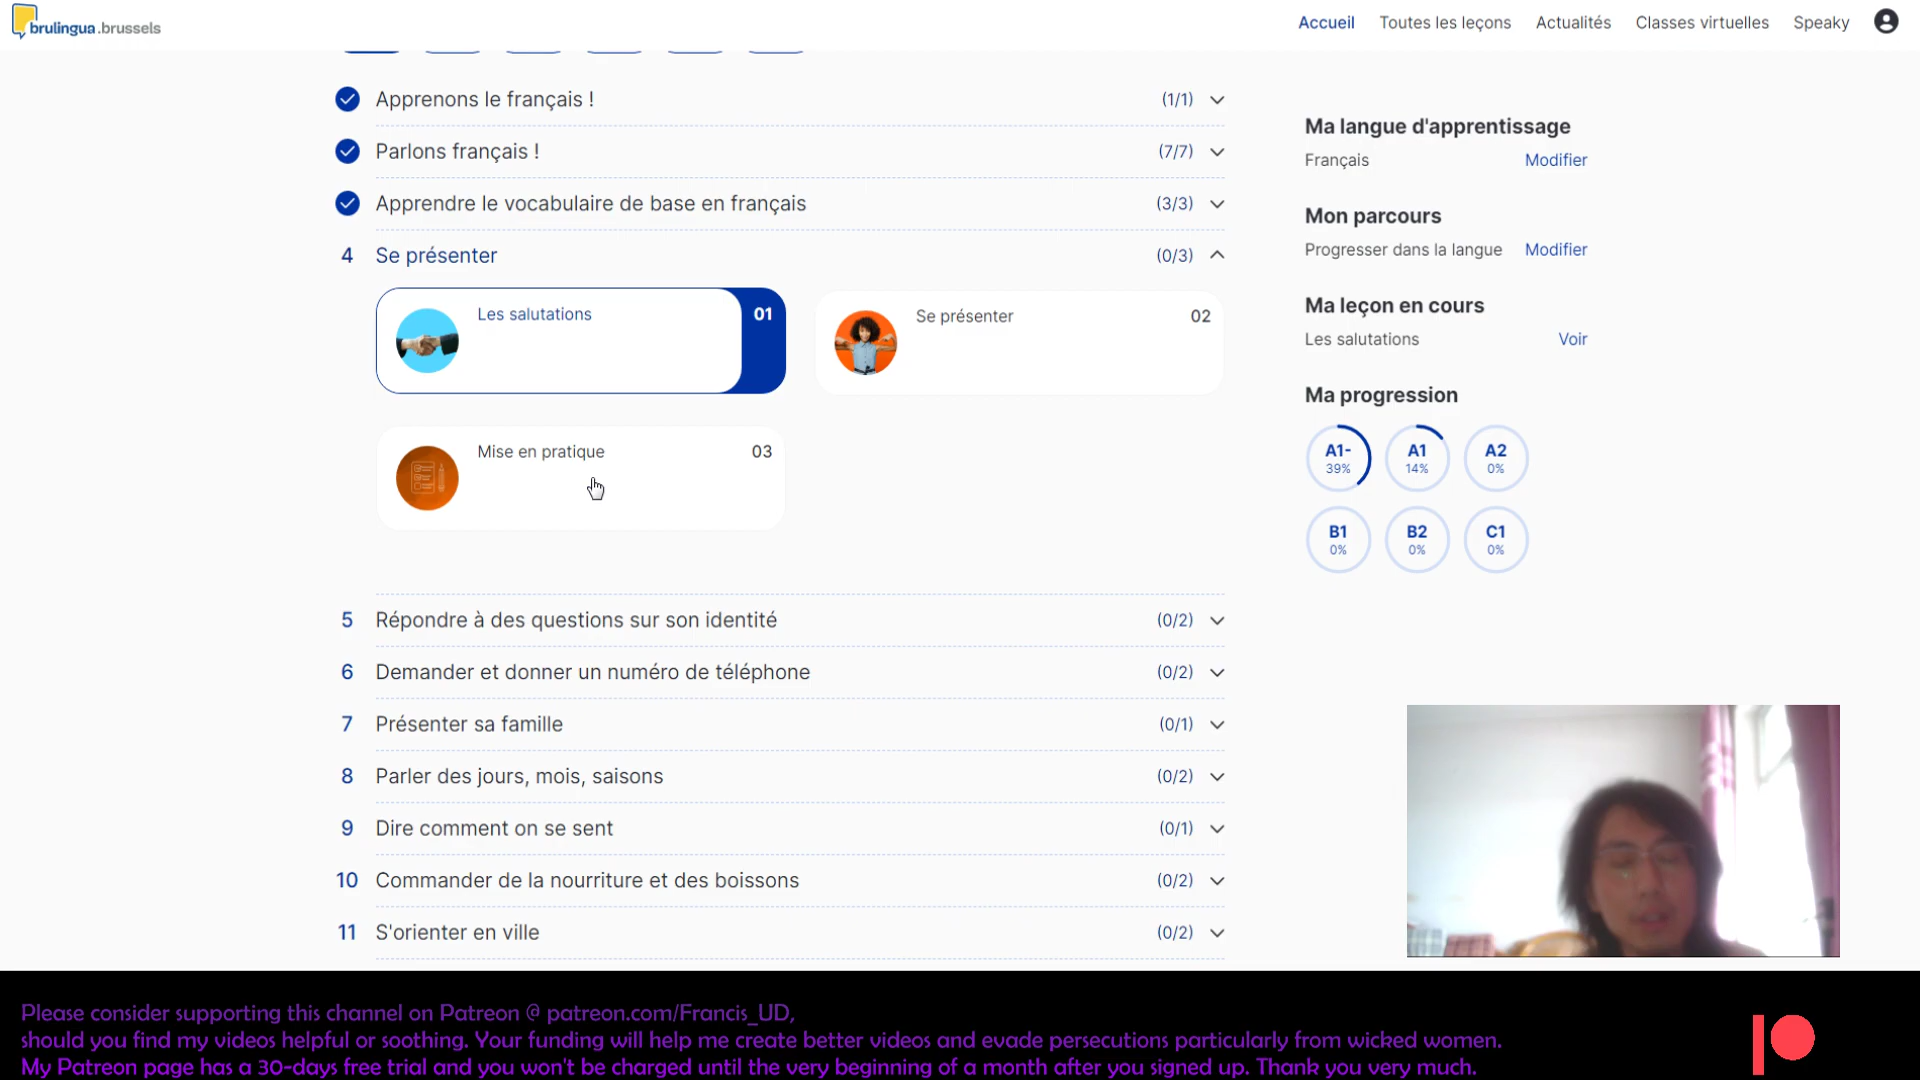 brulingua.brussels
Accueil
Toutes les leçons
Actualités
Classes virtuelles
Speaky
Apprenons le français !
(1/1)
Parlons français !
(7/7)
Apprendre le vocabulaire de base en français
(3/3)
4 Se présenter
(0/3)
Les salutations
01
Se présenter
02
Mise en pratique
03
5 Répondre à des questions sur son identité
(0/2)
6 Demander et donner un numéro de téléphone
(0/2)
7 Présenter sa famille
(0/1)
8 Parler des jours, mois, saisons
(0/2)
9 Dire comment on se sent
(0/1)
10 Commander de la nourriture et des boissons
(0/2)
11 S'orienter en ville
(0/2)
Ma langue d'apprentissage
Français
Modifier
Mon parcours
Progresser dans la langue
Modifier
Ma leçon en cours
Les salutations
Voir
Ma progression
A1-
39%
A1
14%
A2
0%
B1
0%
B2
0%
C1
0%
Please consider supporting this channel on Patreon @ patreon.com/Francis_UD,
should you find my videos helpful or soothing. Your funding will help me create better videos and evade persecutions particularly from wicked women.
My Patreon page has a 30-days free trial and you won't be charged until the very beginning of a month after you signed up. Thank you very much.